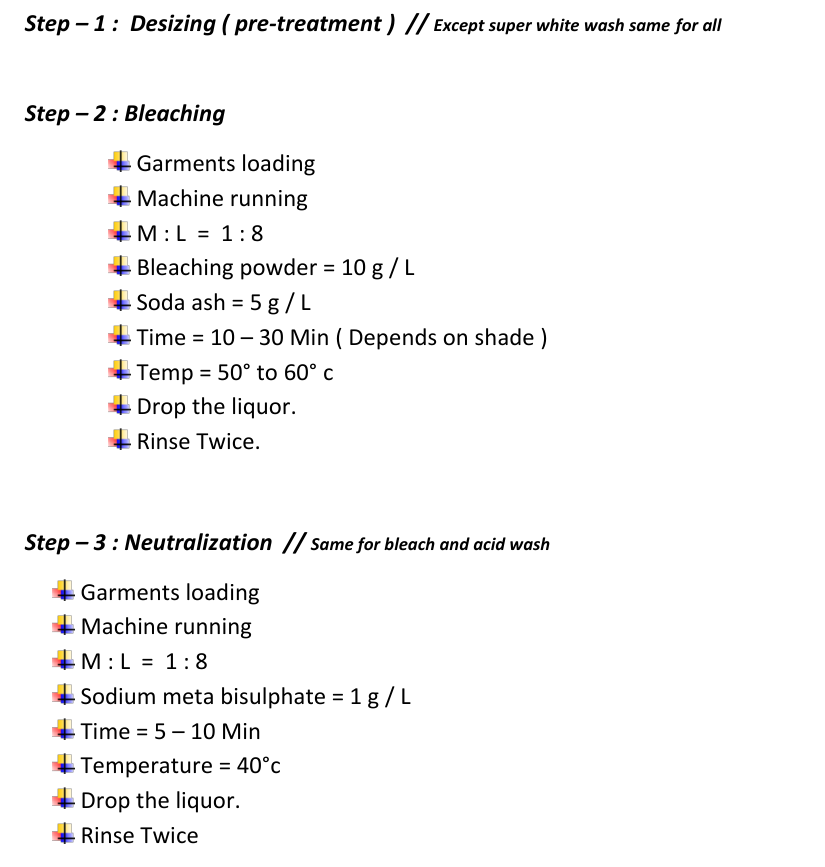 Step – 1 : Desizing ( pre-treatment ) // Except super white wash same for all
Step – 2 : Bleaching
Garments loading
Machine running
M : L = 1 : 8
Bleaching powder = 10 g / L
Soda ash = 5 g / L
Time = 10 – 30 Min ( Depends on shade )
Temp = 50° to 60° c
Drop the liquor.
Rinse Twice.
Step – 3 : Neutralization // Same for bleach and acid wash
Garments loading
Machine running
M : L = 1 : 8
Sodium meta bisulphate = 1 g / L
Time = 5 – 10 Min
Temperature = 40°c
Drop the liquor.
Rinse Twice